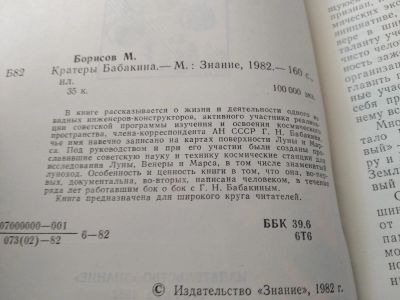 Борисов М.
Б82
Кратеры Бабакина.— М.: Знание, 1982.— 160 с.,
ил.
35 к.
100 000 экз.
В книге рассказывается о жизни и деятельности одного из
видных инженеров-конструкторов, активного участника реализа-
ции советской программы изучения и освоения космического
пространства, члена-корреспондента АН СССР Г. Н. Бабакина,
чье имя навечно записано на картах поверхности Луны и Мар-
са. Под руководством и при его участии были созданы про-
славившие советскую науку и технику космические станции для
исследования Луны, Венеры и Марса, в том числе знаменитый
луноход. Особенность и ценность книги в том, что она, во-пер-
вых, документальна, во-вторых, написана человеком, в течение
ряда лет работавшим бок о бок с Г. Н. Бабакиным.
Книга предназначена для широкого круга читателей.
07600000—001
073(02)—82
6—82
ББК 39.6
6Т6
© Издательство «Знание», 1982 г.